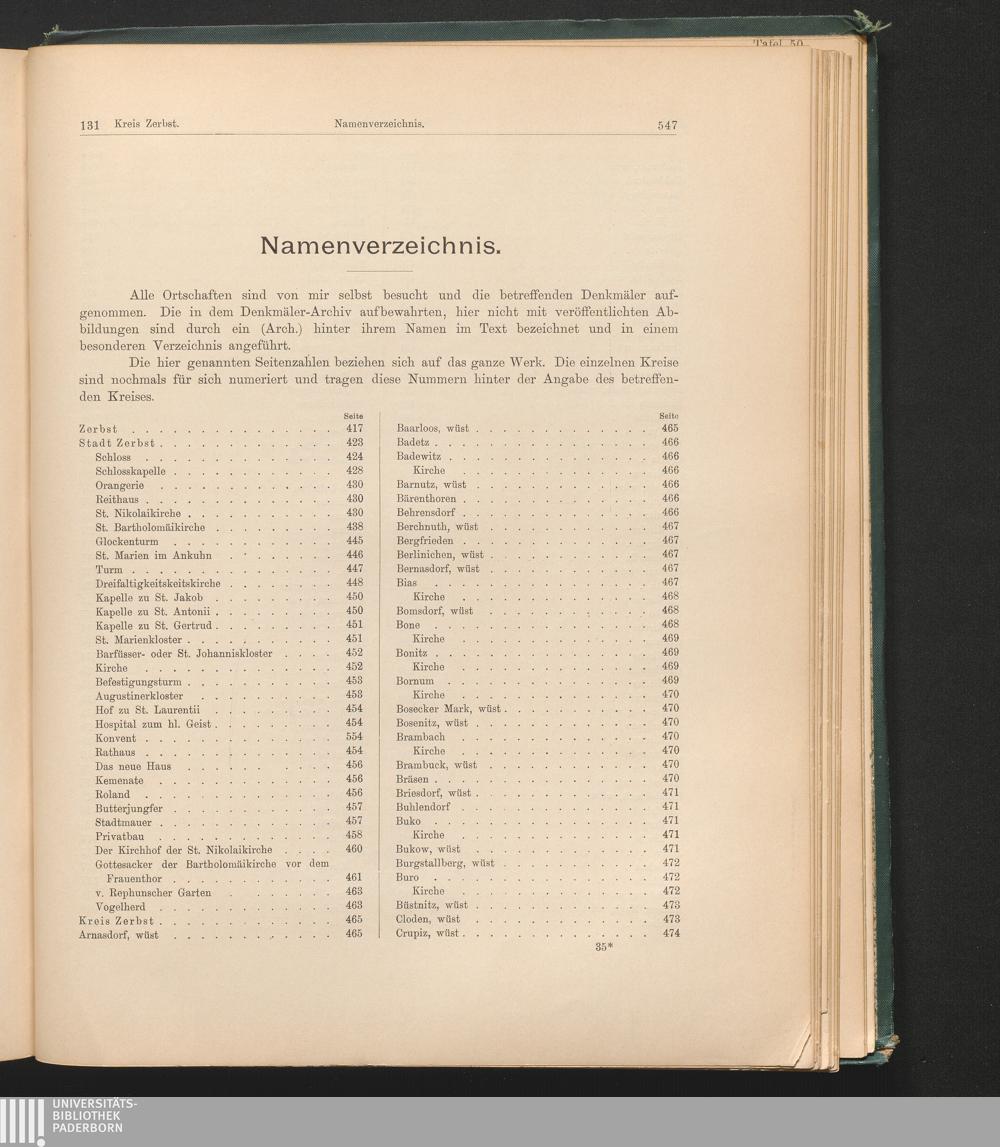 Tafel 50
131 Kreis Zerbst. Namenverzeichnis. 547
Namenverzeichnis.
Alle Ortschaften sind von mir selbst besucht und die betreffenden Denkmäler auf-
genommen. Die in dem Denkmäler-Archiv aufbewahrten, hier nicht mit veröffentlichten Ab-
bildungen sind durch ein (Arch.) hinter ihrem Namen im Text bezeichnet und in einem
besonderen Verzeichnis angeführt.
Die hier genannten Seitenzahlen beziehen sich auf das ganze Werk. Die einzelnen Kreise
sind nochmals für sich numeriert und tragen diese Nummern hinter der Angabe des betreffen-
den Kreises.
Seite
Zerbst . . . . . . . . . . . . . . . 417
Stadt Zerbst . . . . . . . . . . . . . 423
Schloss . . . . . . . . . . . . . . 424
Schlosskapelle . . . . . . . . . . . . 428
Orangerie . . . . . . . . . . . . . 430
Reithaus . . . . . . . . . . . . . . 430
St. Nikolaikirche . . . . . . . . . . . 430
St. Bartholomäikirche . . . . . . . . . 438
Glockenturm . . . . . . . . . . . . 445
St. Marien im Ankuhn . . . . . . . . 446
Turm . . . . . . . . . . . . . . . 447
Dreifaltigkeitskeitskirche . . . . . . . . 448
Kapelle zu St. Jakob . . . . . . . . . 450
Kapelle zu St. Antonii . . . . . . . . . 450
Kapelle zu St. Gertrud . . . . . . . . . 451
St. Marienkloster . . . . . . . . . . . 451
Barfüsser- oder St. Johanniskloster . . . . 452
Kirche . . . . . . . . . . . . . . 452
Befestigungsturm . . . . . . . . . . . 453
Augustinerkloster . . . . . . . . . . 453
Hof zu St. Laurentii . . . . . . . . . 454
Hospital zum hl. Geist . . . . . . . . . 454
Konvent . . . . . . . . . . . . . . 554
Rathaus . . . . . . . . . . . . . . 454
Das neue Haus . . . . . . . . . . . 456
Kemenate . . . . . . . . . . . . . 456
Roland . . . . . . . . . . . . . . 456
Butterjungfer . . . . . . . . . . . . 457
Stadtmauer . . . . . . . . . . . . . 457
Privatbau . . . . . . . . . . . . . 458
Der Kirchhof der St. Nikolaikirche . . . . 460
Gottesacker der Bartholomäikirche vor dem
Frauenthor . . . . . . . . . . . . 461
v. Rephunscher Garten . . . . . . . . 463
Vogelherd . . . . . . . . . . . . . 463
Kreis Zerbst . . . . . . . . . . . . . 465
Arnasdorf, wüst . . . . . . . . . . . . 465
Seite
Baarloos, wüst . . . . . . . . . . . . . 465
Badetz . . . . . . . . . . . . . . . . 466
Badewitz . . . . . . . . . . . . . . . 466
Kirche . . . . . . . . . . . . . . 466
Barnutz, wüst . . . . . . . . . . . . . 466
Bärenthoren . . . . . . . . . . . . . . 466
Behrensdorf . . . . . . . . . . . . . . 466
Berchnuth, wüst . . . . . . . . . . . . 467
Bergfrieden . . . . . . . . . . . . . . 467
Berlinichen, wüst . . . . . . . . . . . . 467
Bernasdorf, wüst . . . . . . . . . . . . 467
Bias . . . . . . . . . . . . . . . . 467
Kirche . . . . . . . . . . . . . . 468
Bomsdorf, wüst . . . . . . . . . . . . . 468
Bone . . . . . . . . . . . . . . . . 468
Kirche . . . . . . . . . . . . . . 469
Bonitz . . . . . . . . . . . . . . . . 469
Kirche . . . . . . . . . . . . . . 469
Bornum . . . . . . . . . . . . . . . 469
Kirche . . . . . . . . . . . . . . 470
Bosecker Mark, wüst . . . . . . . . . . . 470
Bosenitz, wüst . . . . . . . . . . . . . 470
Brambach . . . . . . . . . . . . . . 470
Kirche . . . . . . . . . . . . . . 470
Brambuck, wüst . . . . . . . . . . . . 470
Bräsen . . . . . . . . . . . . . . . . 470
Briesdorf, wüst . . . . . . . . . . . . . 471
Buhlendorf . . . . . . . . . . . . . . 471
Buko . . . . . . . . . . . . . . . . 471
Kirche . . . . . . . . . . . . . . 471
Bukow, wüst . . . . . . . . . . . . . 471
Burgstallberg, wüst . . . . . . . . . . . 472
Buro . . . . . . . . . . . . . . . . 472
Kirche . . . . . . . . . . . . . . 472
Büstnitz, wüst . . . . . . . . . . . . . 473
Cloden, wüst . . . . . . . . . . . . . 473
Crupiz, wüst . . . . . . . . . . . . . . 474
35*
UNIVERSITÄTS-
BIBLIOTHEK
PADERBORN